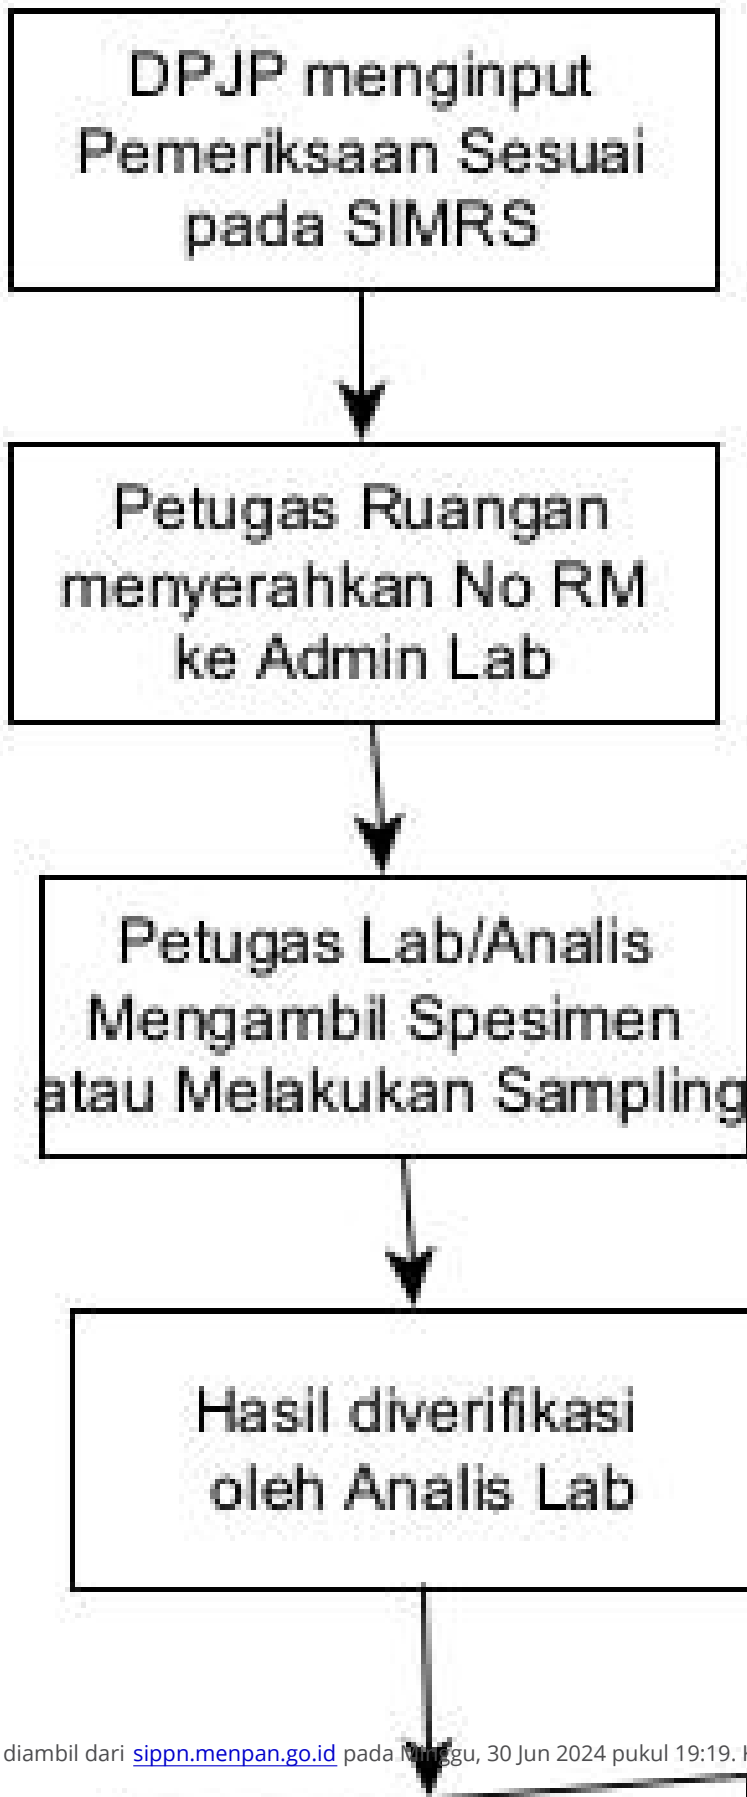 DPJP menginput
Pemeriksaan Sesuai
pada SIMRS
Petugas Ruangan
menyerahkan No RM
ke Admin Lab
Petugas Lab/Analis
Mengambil Spesimen
atau Melakukan Sampling
Hasil diverifikasi
oleh Analis Lab
diambil dari sippn.menpan.go.id pada Minggu, 30 Jun 2024 pukul 19:19.